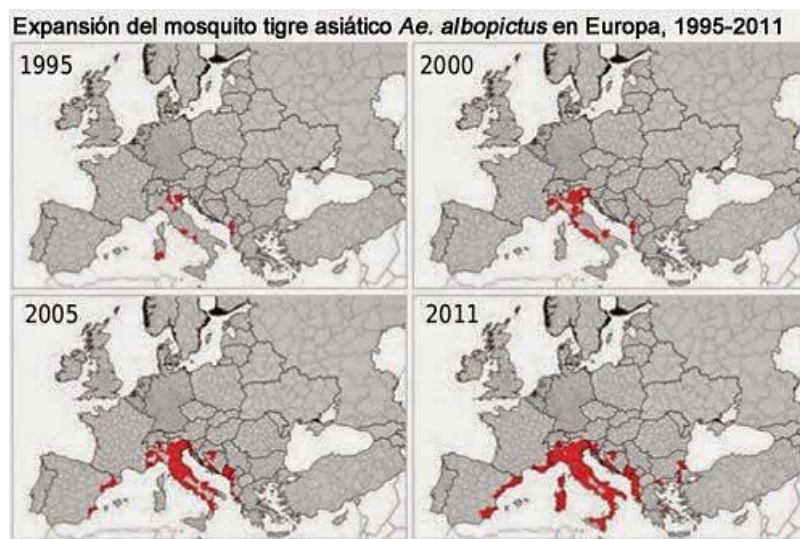 Expansión del mosquito tigre asiático Ae. albopictus en Europa, 1995-2011
1995
2000
2005
2011